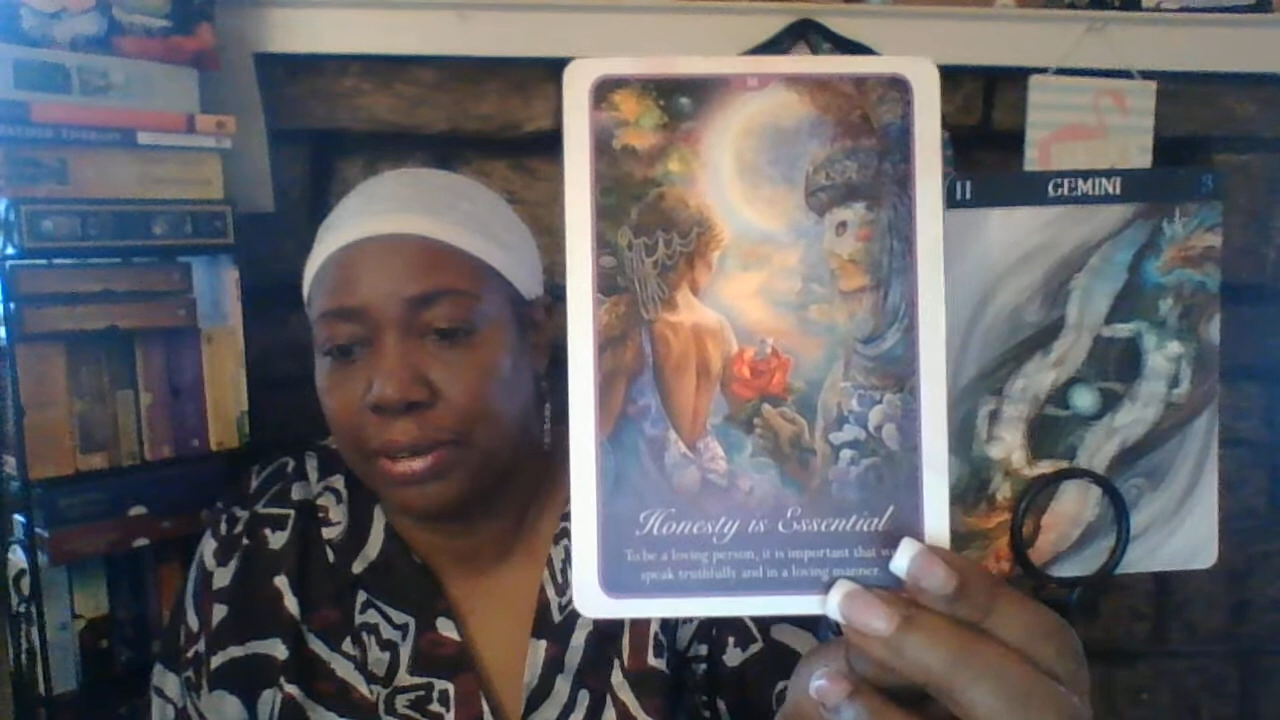 II GEMINI 8
Honesty is Essential
To be a loving person, it is important that
speak truthfully and in a loving manner.